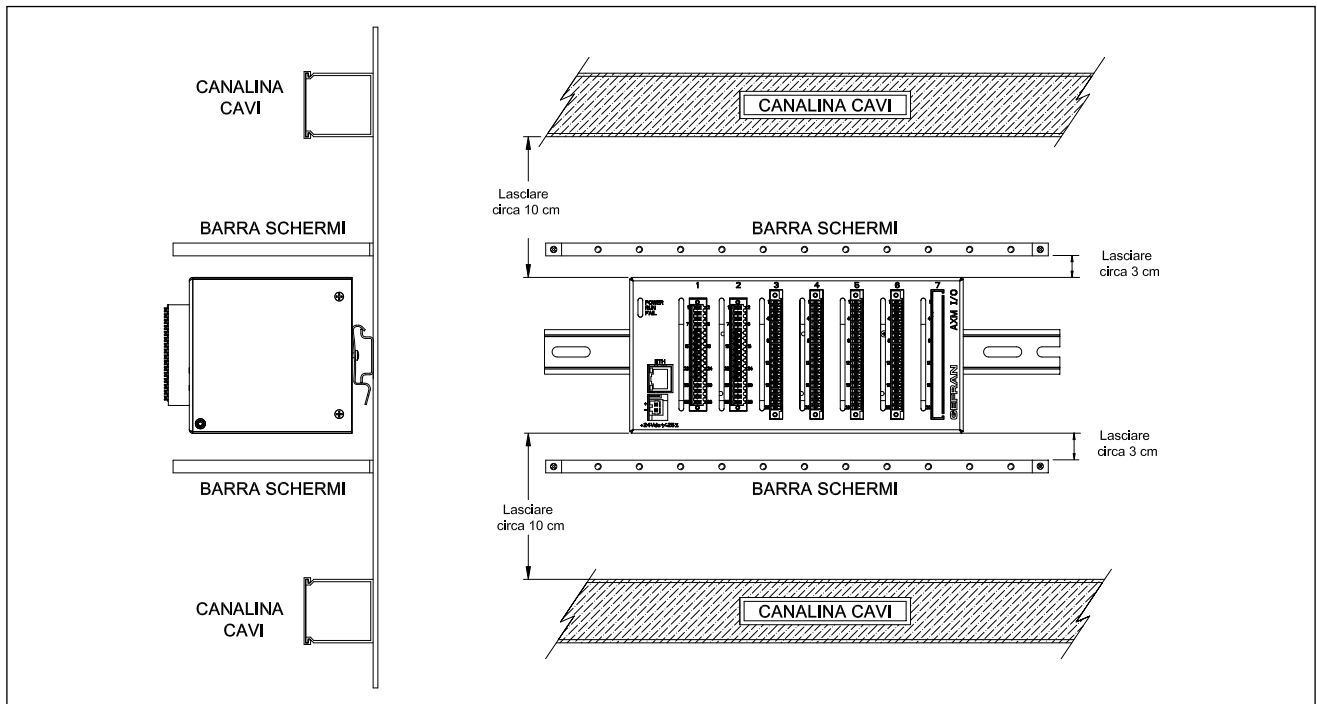 CANALINA
CAVI
CANALINA CAVI
Lasciare
circa 10 cm
BARRA SCHERMI
BARRA SCHERMI
Lasciare
circa 3 cm
1 2 3 4 5 6 7
POWER
RUN
FAIL
AXM I/O
ETH
GEFRAN
Lasciare
circa 3 cm
BARRA SCHERMI
BARRA SCHERMI
Lasciare
circa 10 cm
CANALINA
CAVI
CANALINA CAVI